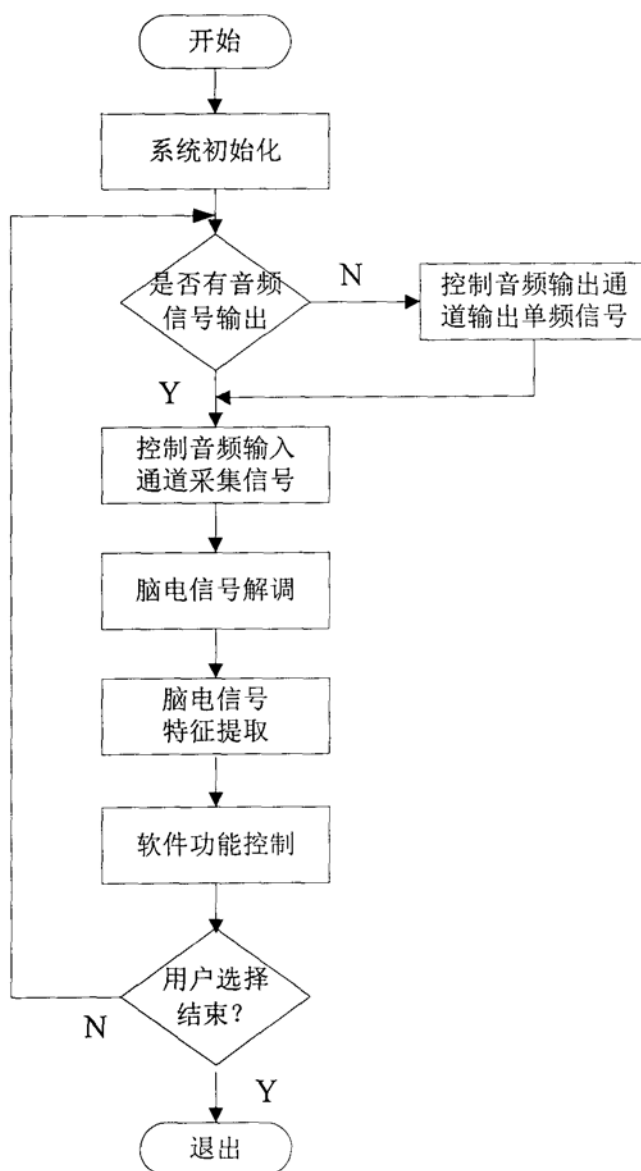 开始
系统初始化
是否有音频
信号输出
N
控制音频输出通
道输出单频信号
Y
控制音频输入
通道采集信号
脑电信号解调
脑电信号
特征提取
软件功能控制
用户选择
结束?
N
Y
退出